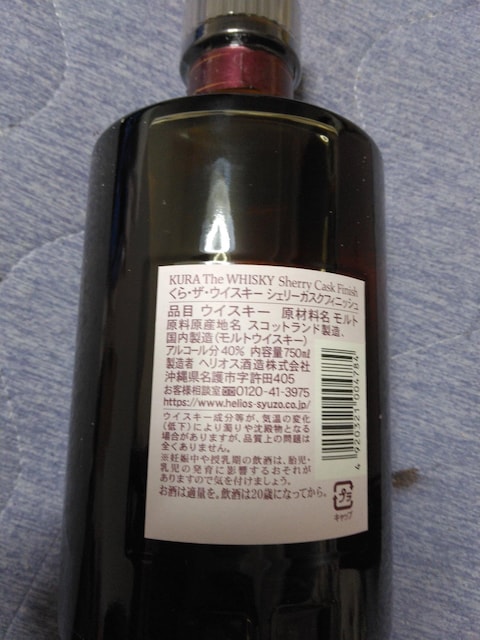 KURA The WHISKY Sherry Cask Finish
くら・ザ・ウイスキー シェリーカスクフィニッシュ
品目 ウイスキー 原材料名 モルト
原料原産地名 スコットランド製造、
国内製造(モルトウイスキー)
アルコール分 40% 内容量750ml
製造者 ヘリオス酒造株式会社
沖縄県名護市字許田405
お客様相談室 0120-41-3975
https://www.helios-syuzo.co.jp/
ウイスキー成分等が、気温の変化
(低下)により濁りや沈殿物となる
場合がありますが、品質上の問題は
全くありません。
※妊娠中や授乳期の飲酒は、胎児・
乳児の発育に影響するおそれが
ありますので気を付けましょう。
お酒は適量を。飲酒は20歳になってから。
4 920321 004784
プラ
キャップ